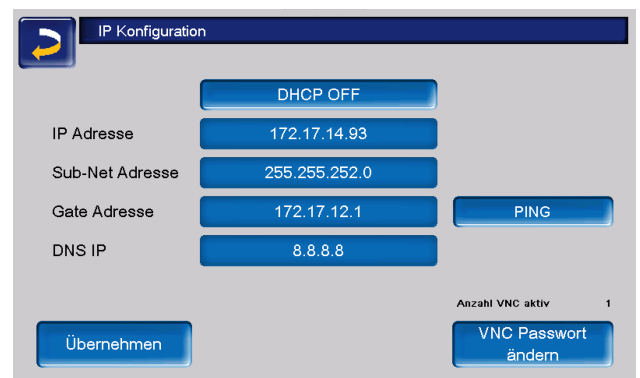 IP Konfiguration
DHCP OFF
IP Adresse 172.17.14.93
Sub-Net Adresse 255.255.252.0
Gate Adresse 172.17.12.1 PING
DNS IP 8.8.8.8
Anzahl VNC aktiv 1
Übernehmen
VNC Passwort
ändern